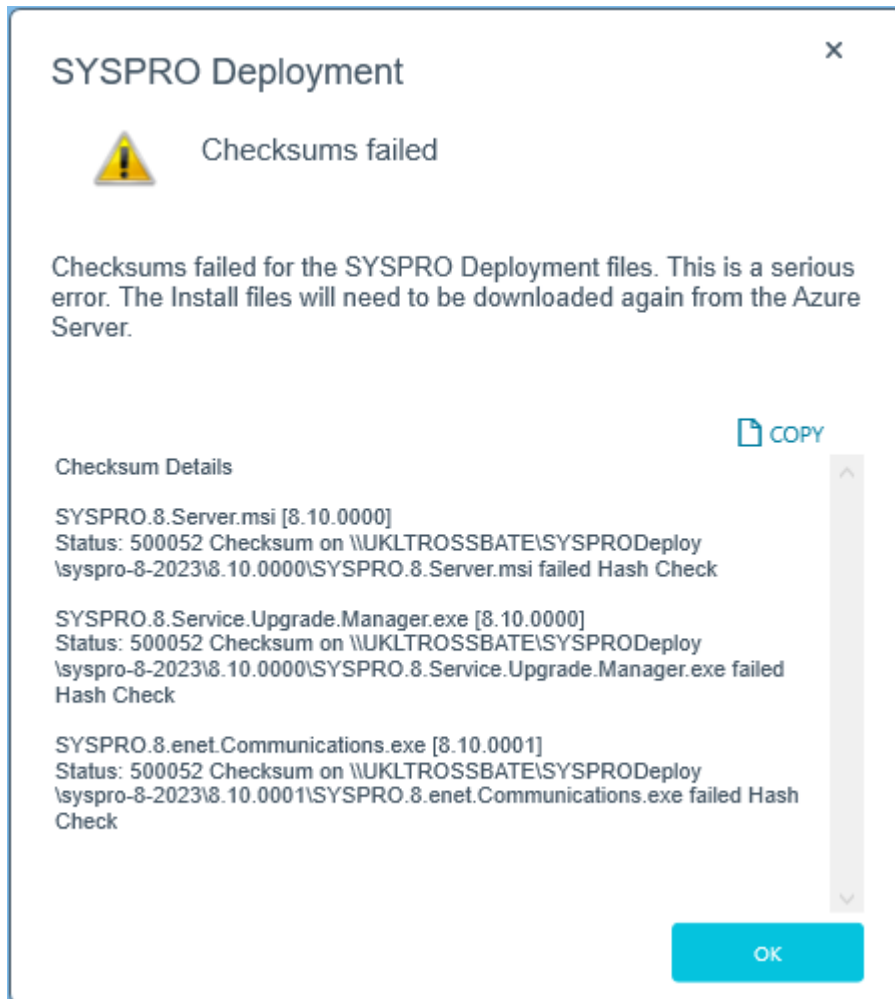 SYSPRO Deployment
Checksums failed
Checksums failed for the SYSPRO Deployment files. This is a serious
error. The Install files will need to be downloaded again from the Azure
Server.
COPY
Checksum Details
SYSPRO.8.Server.msi [8.10.0000]
Status: 500052 Checksum on \\UKLTROSSBATE\SYSPRODeploy
\syspro-8-2023\8.10.0000\SYSPRO.8.Server.msi failed Hash Check
SYSPRO.8.Service.Upgrade.Manager.exe [8.10.0000]
Status: 500052 Checksum on \\UKLTROSSBATE\SYSPRODeploy
\syspro-8-2023\8.10.0000\SYSPRO.8.Service.Upgrade.Manager.exe failed
Hash Check
SYSPRO.8.enet.Communications.exe [8.10.0001]
Status: 500052 Checksum on \\UKLTROSSBATE\SYSPRODeploy
\syspro-8-2023\8.10.0001\SYSPRO.8.enet.Communications.exe failed Hash
Check
OK